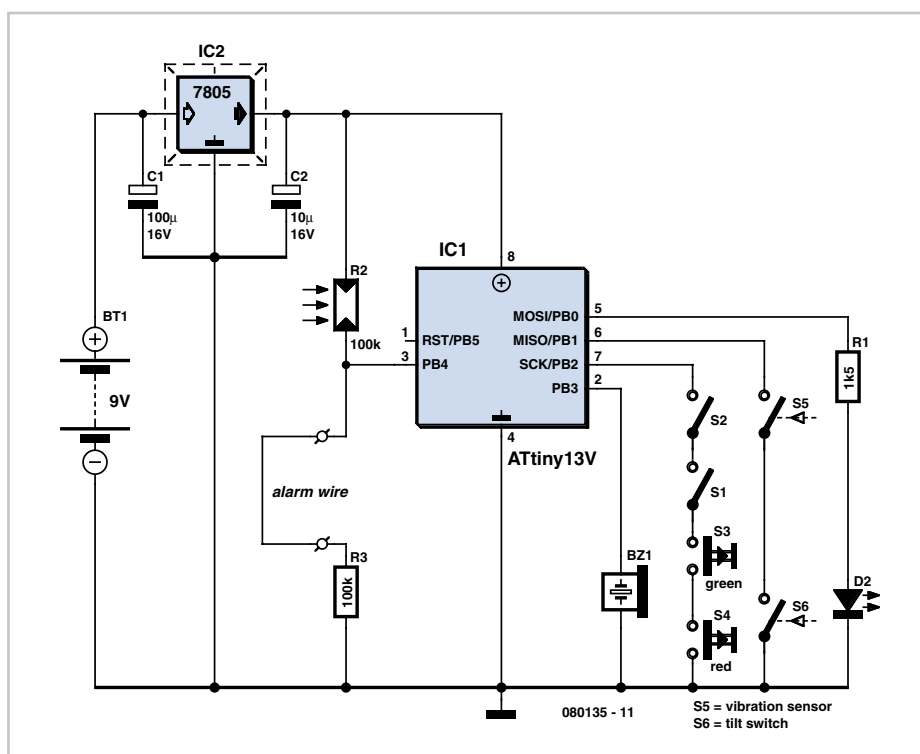 IC2
7805
C1
100µ
16V
C2
10µ
16V
BT1
9V
R2
100k
alarm wire
R3
100k
IC1
8
1
RST/PB5
3
PB4
MOSI/PB0
5
MISO/PB1
6
SCK/PB2
7
PB3
2
4
ATtiny13V
R1
1k5
S2
S5
S1
S3
green
S4
red
S6
BZ1
D2
080135 - 11
S5 = vibration sensor
S6 = tilt switch